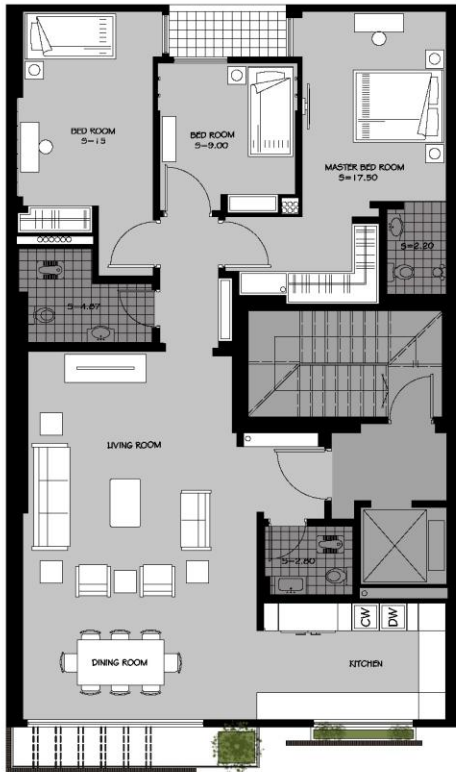 BED ROOM
S=13
BED ROOM
S=9.00
MASTER BED ROOM
S=17.50
S=2.20
S=4.87
LIVING ROOM
S=2.80
CW
DW
DINING ROOM
KITCHEN